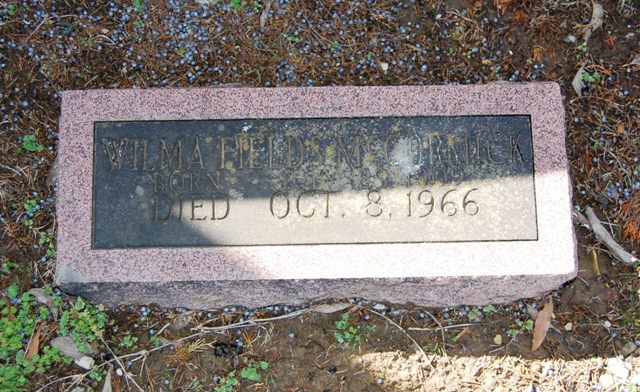 WILMA FIELDS McCORMICK
BORN
DIED OCT. 8, 1966